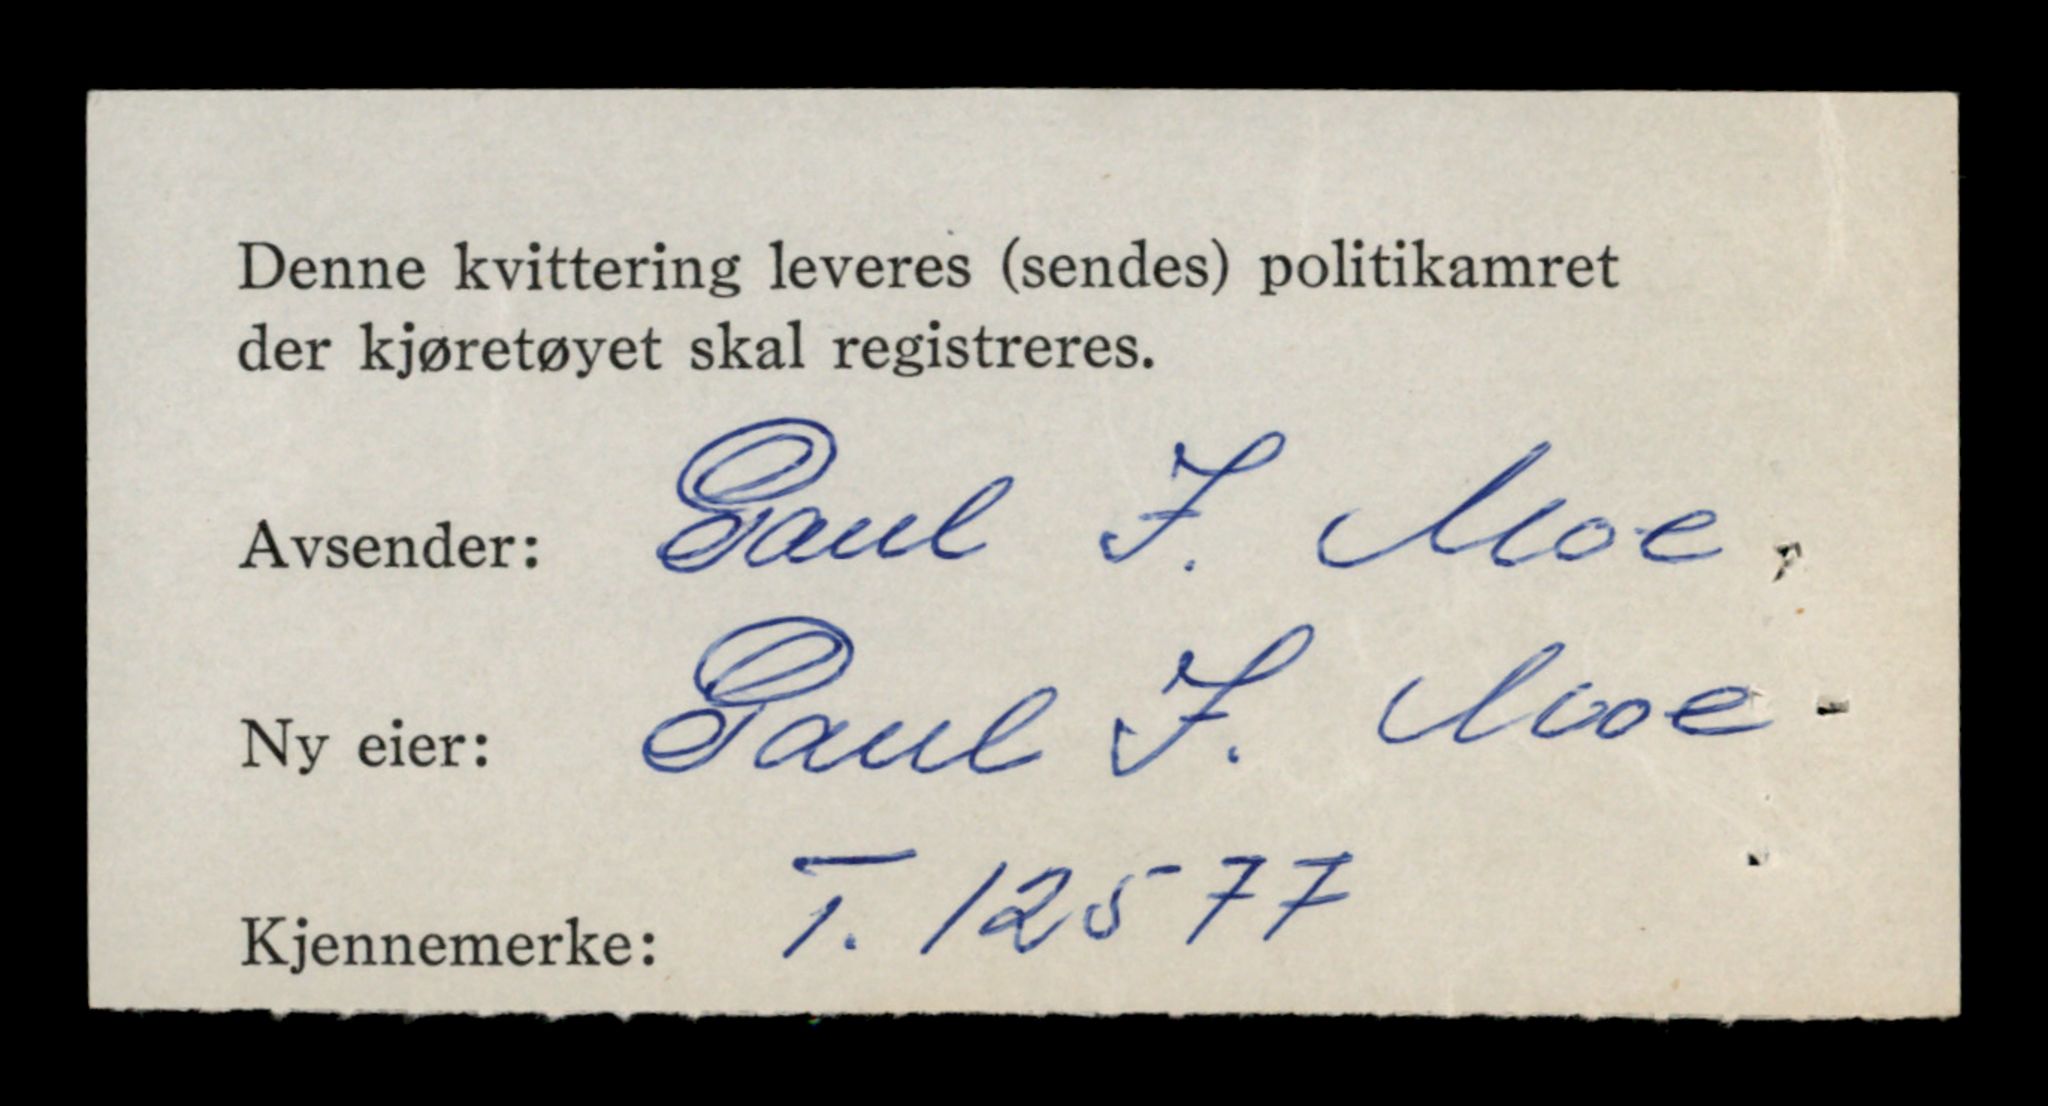 Denne kvittering leveres (sendes) politikamret
der kjøretøyet skal registreres.
Avsender: Paul F. Moe
Ny eier: Paul F. Moe
Kjennemerke: T. 12577